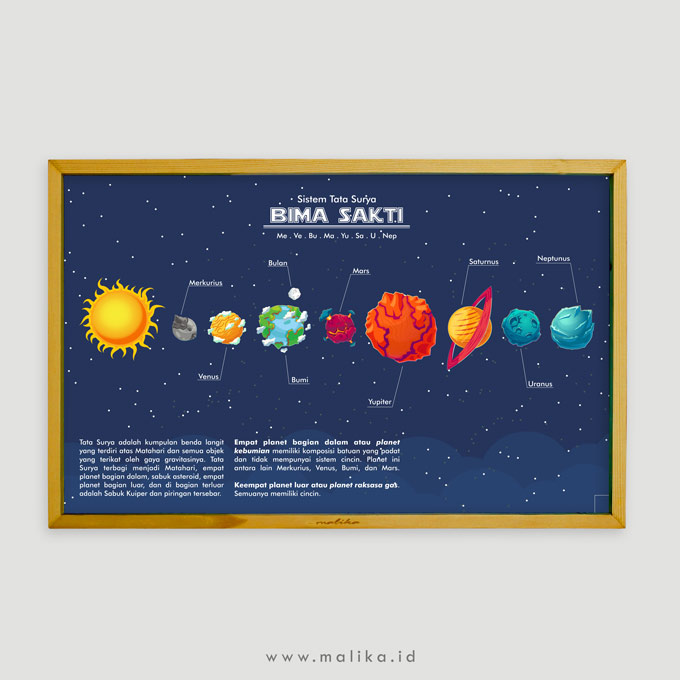 Sistem Tata Surya
BIMA SAKTI
Me . Ve . Bu . Ma . Yu . Sa . U . Nep
Bulan
Mars
Saturnus
Neptunus
Merkurius
Venus
Bumi
Yupiter
Uranus
Tata Surya adalah kumpulan benda langit
yang terdiri atas Matahari dan semua objek
yang terikat oleh gaya gravitasinya. Tata
Surya terbagi menjadi Matahari, empat
planet bagian dalam, sabuk asteroid, empat
planet bagian luar, dan di bagian terluar
adalah Sabuk Kuiper dan piringan tersebar.
Empat planet bagian dalam atau planet
kebumian memiliki komposisi batuan yang padat
dan tidak mempunyai sistem cincin. Planet ini
antara lain Merkurius, Venus, Bumi, dan Mars.
Keempat planet luar atau planet raksasa gas.
Semuanya memiliki cincin.
malika
www.malika.id